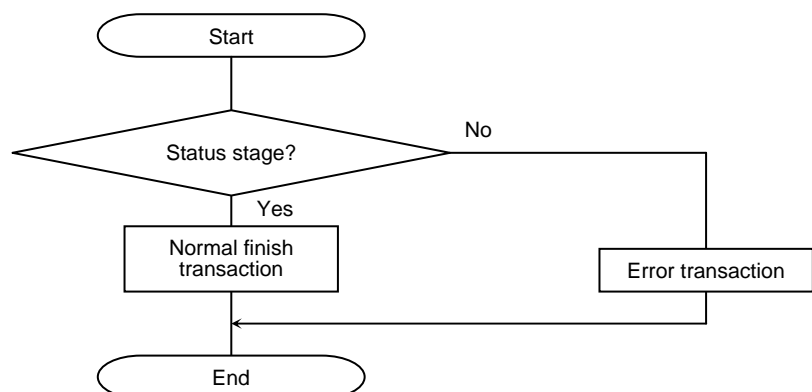 Start
No
Status stage?
Yes
Normal finish
transaction
Error transaction
End